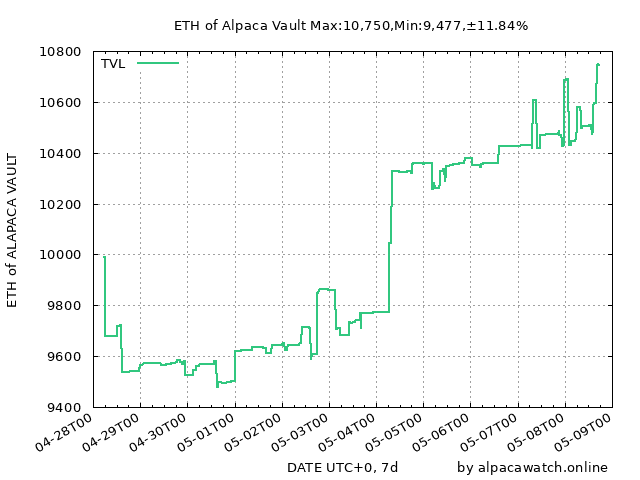 ETH of Alpaca Vault Max:10,750,Min:9,477,±11.84%
TVL
10800
10600
10400
10200
10000
9800
9600
9400
ETH of ALAPACA VAULT
04-28T00
04-29T00
04-30T00
05-01T00
05-02T00
05-03T00
05-04T00
05-05T00
05-06T00
05-07T00
05-08T00
05-09T00
DATE UTC+0, 7d
by alpacawatch.online